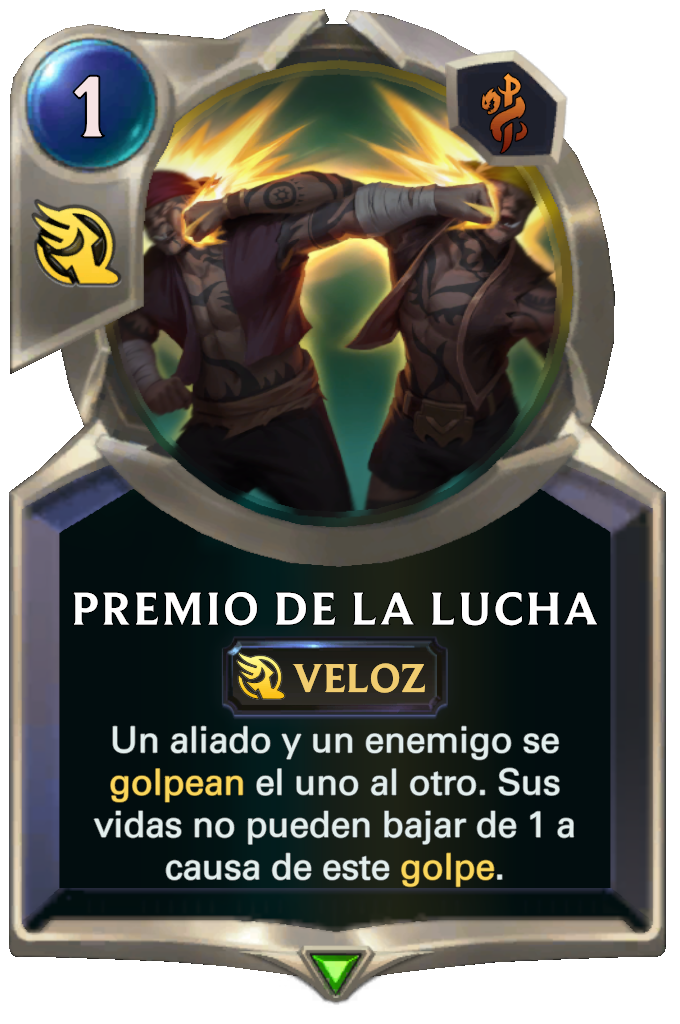 1
PREMIO DE LA LUCHA
VELOZ
Un aliado y un enemigo se
golpean el uno al otro. Sus
vidas no pueden bajar de 1 a
causa de este golpe.